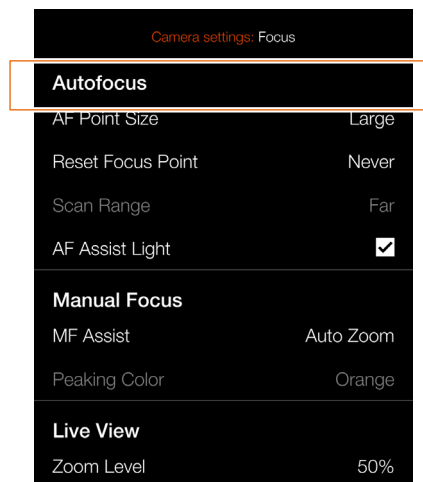 Camera settings: Focus
Autofocus
AF Point Size Large
Reset Focus Point Never
Scan Range Far
AF Assist Light
Manual Focus
MF Assist Auto Zoom
Peaking Color Orange
Live View
Zoom Level 50%